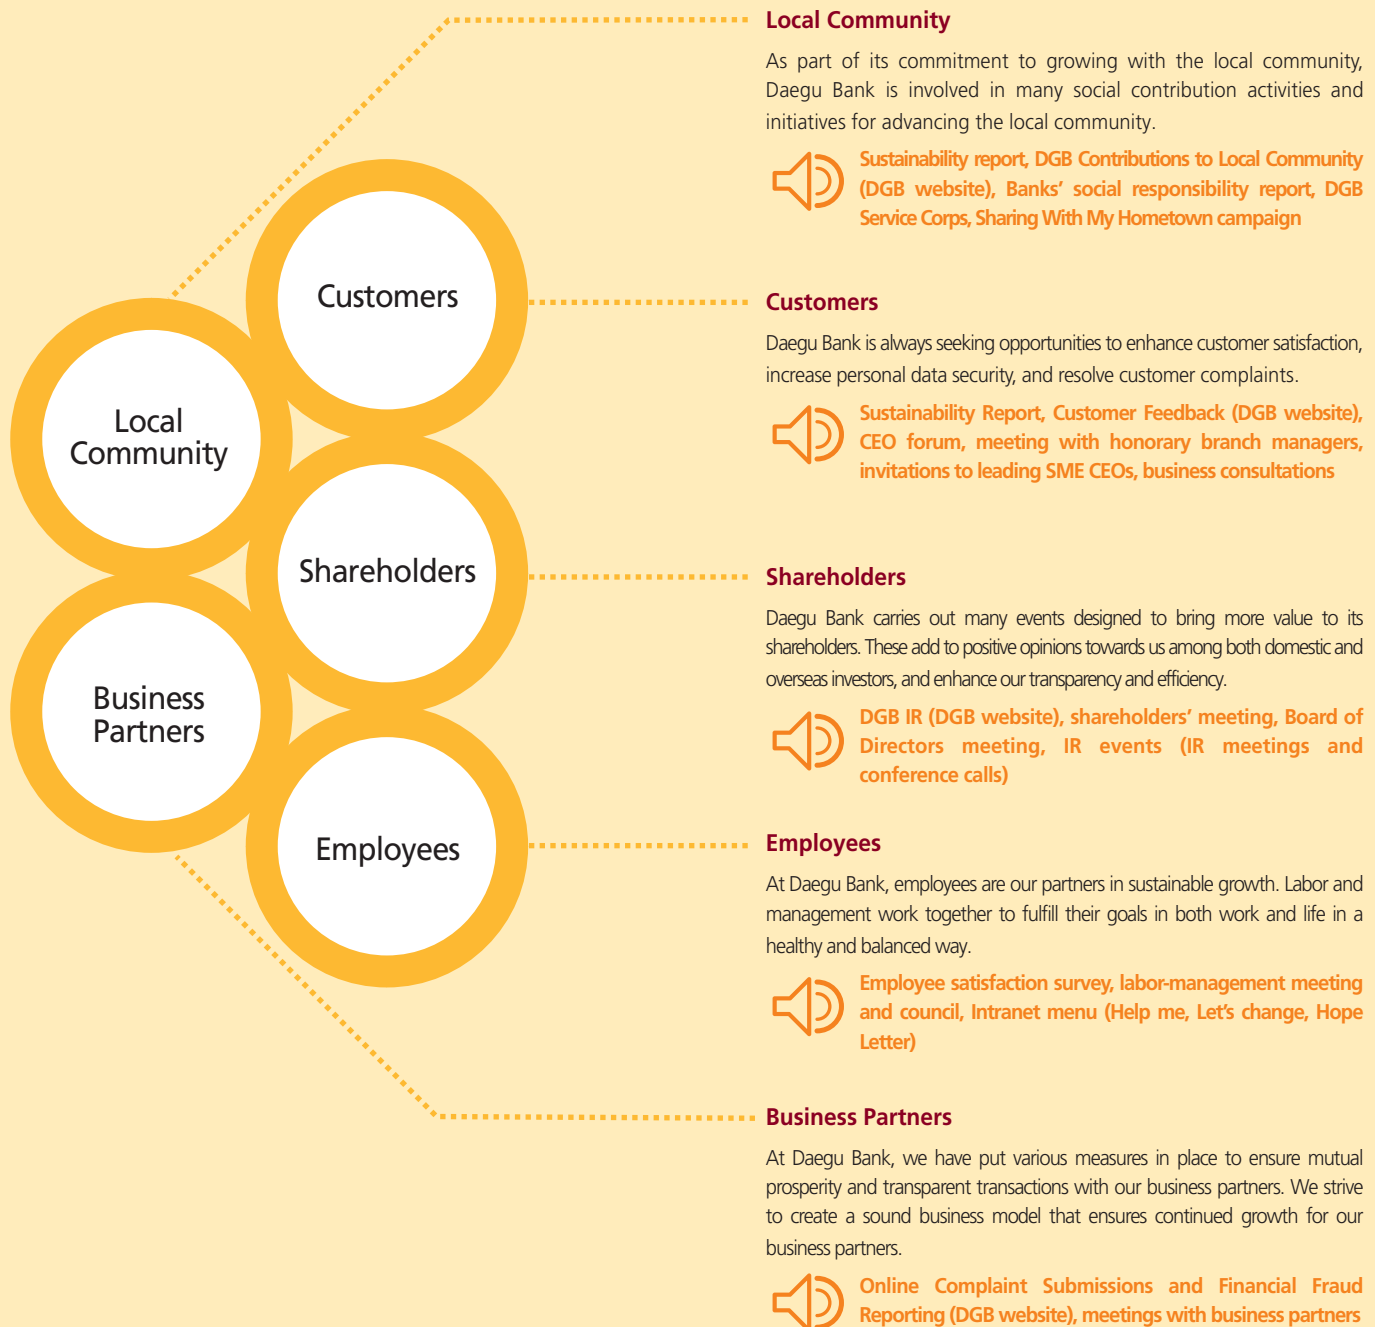 Local Community
As part of its commitment to growing with the local community,
Daegu Bank is involved in many social contribution activities and
initiatives for advancing the local community.
Sustainability report, DGB Contributions to Local Community
(DGB website), Banks’ social responsibility report, DGB
Service Corps, Sharing With My Hometown campaign
Customers
Customers
Daegu Bank is always seeking opportunities to enhance customer satisfaction,
increase personal data security, and resolve customer complaints.
Sustainability Report, Customer Feedback (DGB website),
CEO forum, meeting with honorary branch managers,
invitations to leading SME CEOs, business consultations
Local
Community
Shareholders
Shareholders
Daegu Bank carries out many events designed to bring more value to its
shareholders. These add to positive opinions towards us among both domestic and
overseas investors, and enhance our transparency and efficiency.
DGB IR (DGB website), shareholders’ meeting, Board of
Directors meeting, IR events (IR meetings and
conference calls)
Business
Partners
Employees
Employees
At Daegu Bank, employees are our partners in sustainable growth. Labor and
management work together to fulfill their goals in both work and life in a
healthy and balanced way.
Employee satisfaction survey, labor-management meeting
and council, Intranet menu (Help me, Let’s change, Hope
Letter)
Business Partners
At Daegu Bank, we have put various measures in place to ensure mutual
prosperity and transparent transactions with our business partners. We strive
to create a sound business model that ensures continued growth for our
business partners.
Online Complaint Submissions and Financial Fraud
Reporting (DGB website), meetings with business partners